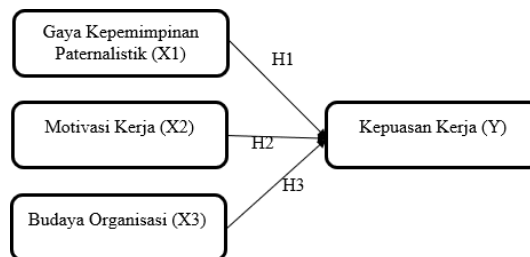 Gaya Kepemimpinan
Paternalistik (X1)
H1
Motivasi Kerja (X2)
H2
Kepuasan Kerja (Y)
H3
Budaya Organisasi (X3)